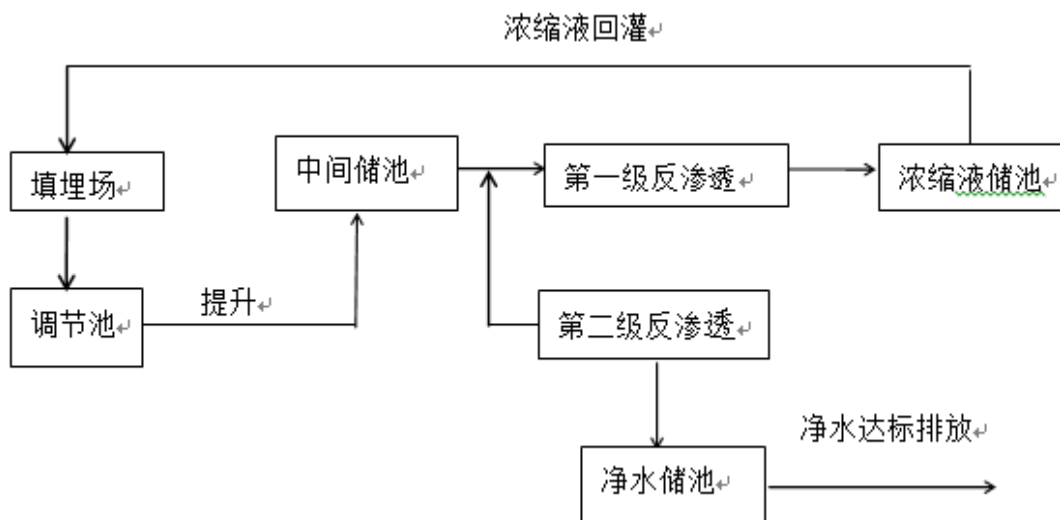 浓缩液回灌
填埋场
中间储池
第一级反渗透
浓缩液储池
调节池
提升
第二级反渗透
净水储池
净水达标排放